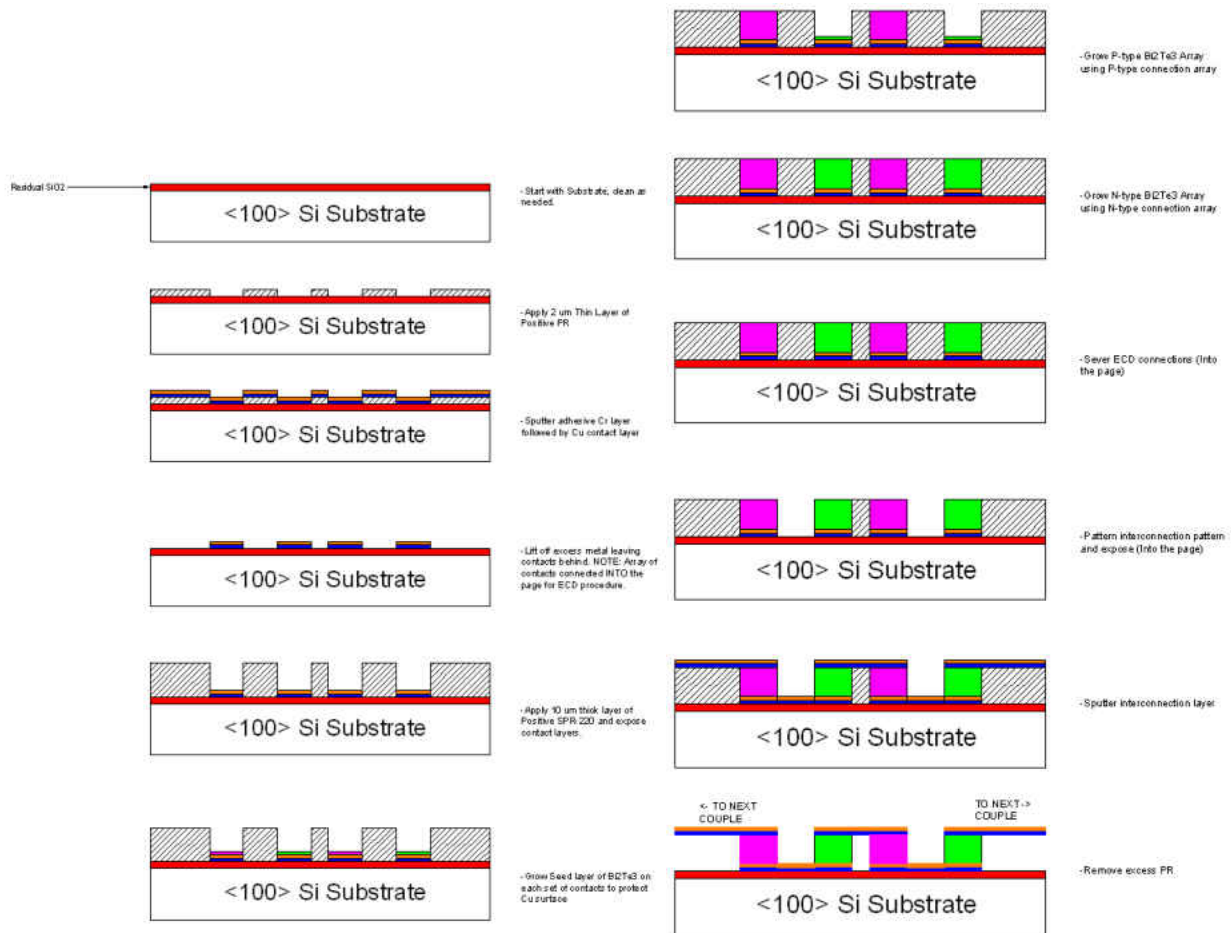 Residual SiO2
<100> Si Substrate
- Start with Substrate, clean as
needed.
<100> Si Substrate
- Apply 2 um Thin Layer of
Positive PR
<100> Si Substrate
- Sputter adhesive Cr layer
followed by Cu contact layer
<100> Si Substrate
- Lift off excess metal leaving
contacts behind. NOTE: Array of
contacts connected INTO the
page for ECD procedure.
<100> Si Substrate
- Apply 10 um thick layer of
Positive SPR-220 and expose
contact layers.
<100> Si Substrate
- Grow Seed layer of Bi2Te3 on
each set of contacts to protect
Cu surface
<100> Si Substrate
- Grow P-type Bi2Te3 Array
using P-type connection array
<100> Si Substrate
- Grow N-type Bi2Te3 Array
using N-type connection array
<100> Si Substrate
- Sever ECD connections (Into
the page)
<100> Si Substrate
- Pattern interconnection pattern
and expose (Into the page)
<100> Si Substrate
- Sputter interconnection layer
<- TO NEXT
COUPLE
TO NEXT ->
COUPLE
<100> Si Substrate
- Remove excess PR